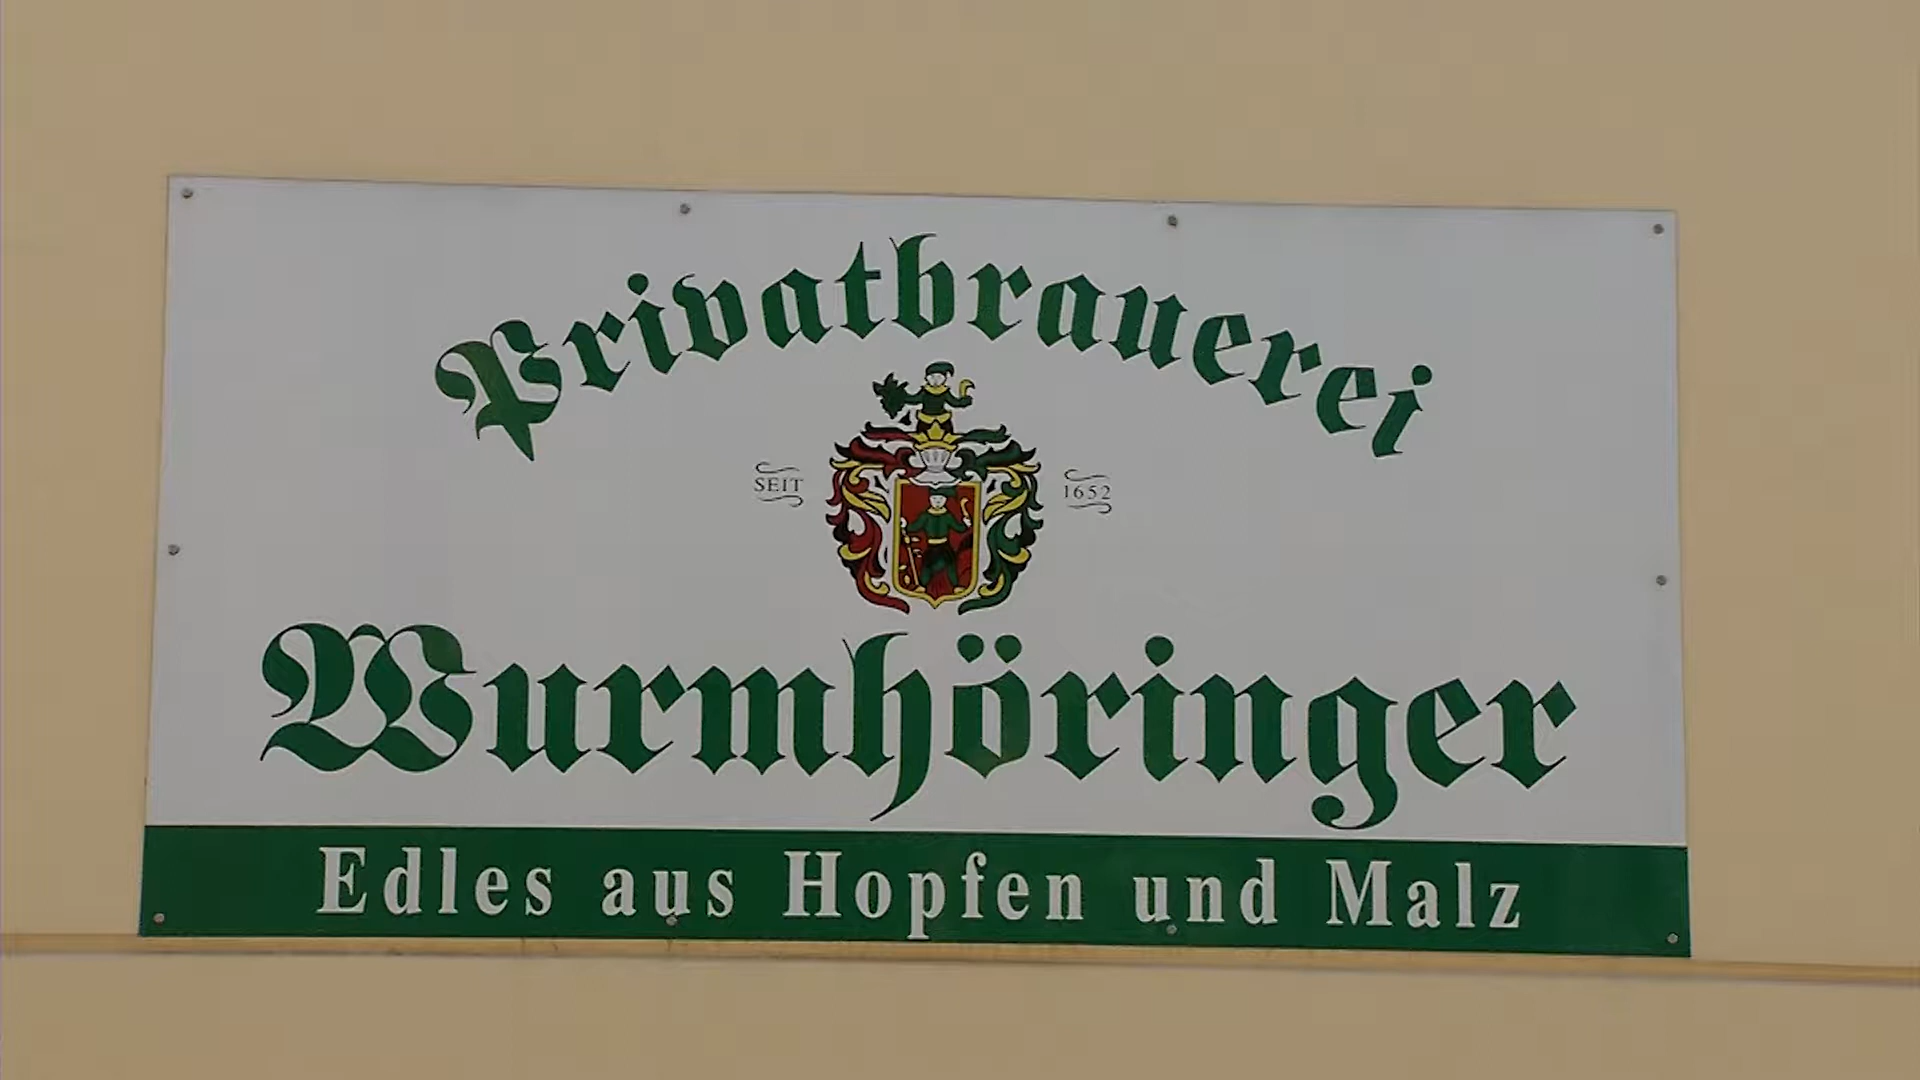 Privatbrauerei
SEIT 1652
Wurmhöringer
Edles aus Hopfen und Malz